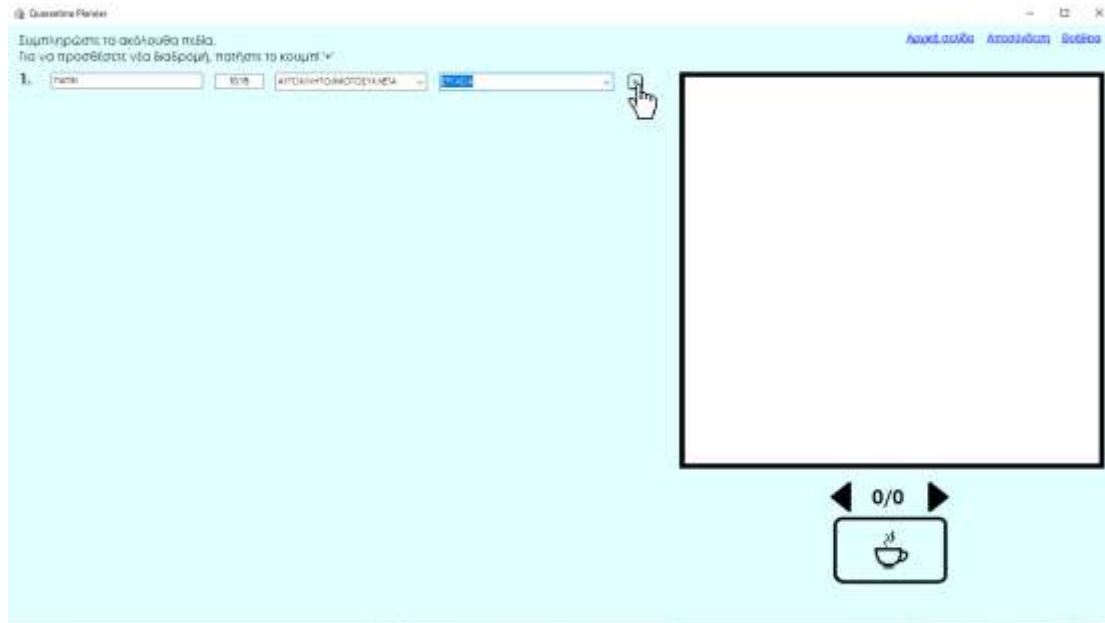 Quarantine Planner
Αρχική σελίδα Αποσύνδεση Βοήθεια
Συμπληρώστε τα ακόλουθα πεδία.
Για να προσθέσετε νέα διαδρομή, πατήστε το κουμπί '+'
1. ΑΥΤΟΚΙΝΗΤΟ/ΜΟΤΟΣΥΚΛΕΤΑ
0/0